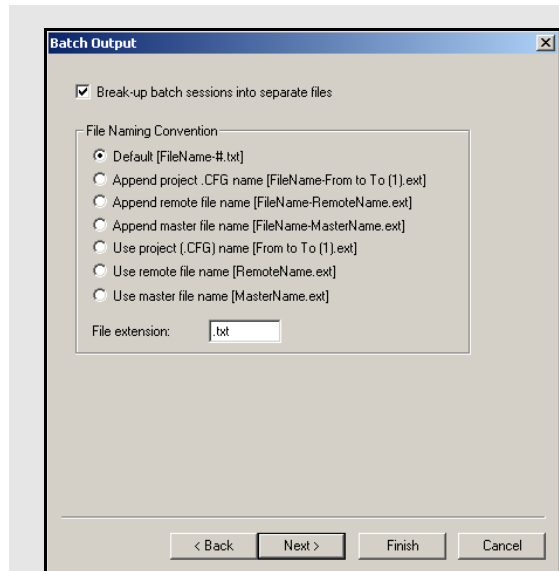 Batch Output
Break-up batch sessions into separate files
File Naming Convention
Default [FileName-#.txt]
Append project .CFG name [FileName-From to To (1).ext]
Append remote file name [FileName-RemoteName.ext]
Append master file name [FileName-MasterName.ext]
Use project (.CFG) name [From to To (1).ext]
Use remote file name [RemoteName.ext]
Use master file name [MasterName.ext]
File extension: .txt
< Back Next > Finish Cancel